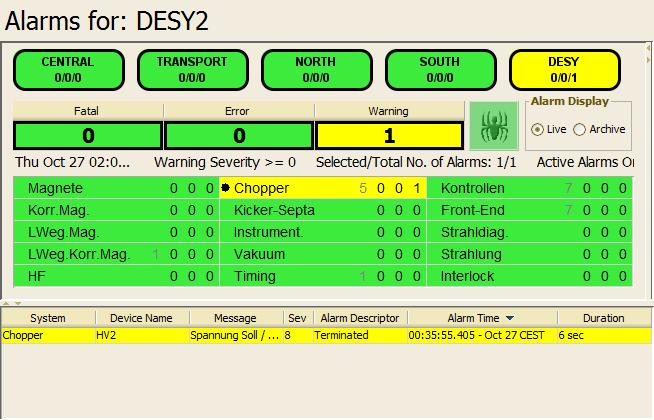 Alarms for: DESY2
CENTRAL TRANSPORT NORTH SOUTH DESY
0/0/0 0/0/0 0/0/0 0/0/0 0/0/1
Fatal Error Warning Alarm Display
0 0 1 Live Archive
Thu Oct 27 02:0... Warning Severity >= 0 Selected/Total No. of Alarms: 1/1 Active Alarms Or
Magnete 0 0 0 Chopper 5 0 0 1 Kontrollen 7 0 0 0
Korr.Mag. 0 0 0 Kicker-Septa 0 0 0 Front-End 7 0 0 0
LWeg.Mag. 0 0 0 Instrument. 0 0 0 Strahldiag. 0 0 0
LWeg.Korr.Mag. 1 0 0 0 Vakuum 0 0 0 Strahlung 0 0 0
HF 0 0 0 Timing 1 0 0 0 Interlock 0 0 0
System Device Name Message Sev Alarm Descriptor Alarm Time Duration
Chopper HV2 Spannung Soll / ... 8 Terminated 00:35:55.405 - Oct 27 CEST 6 sec